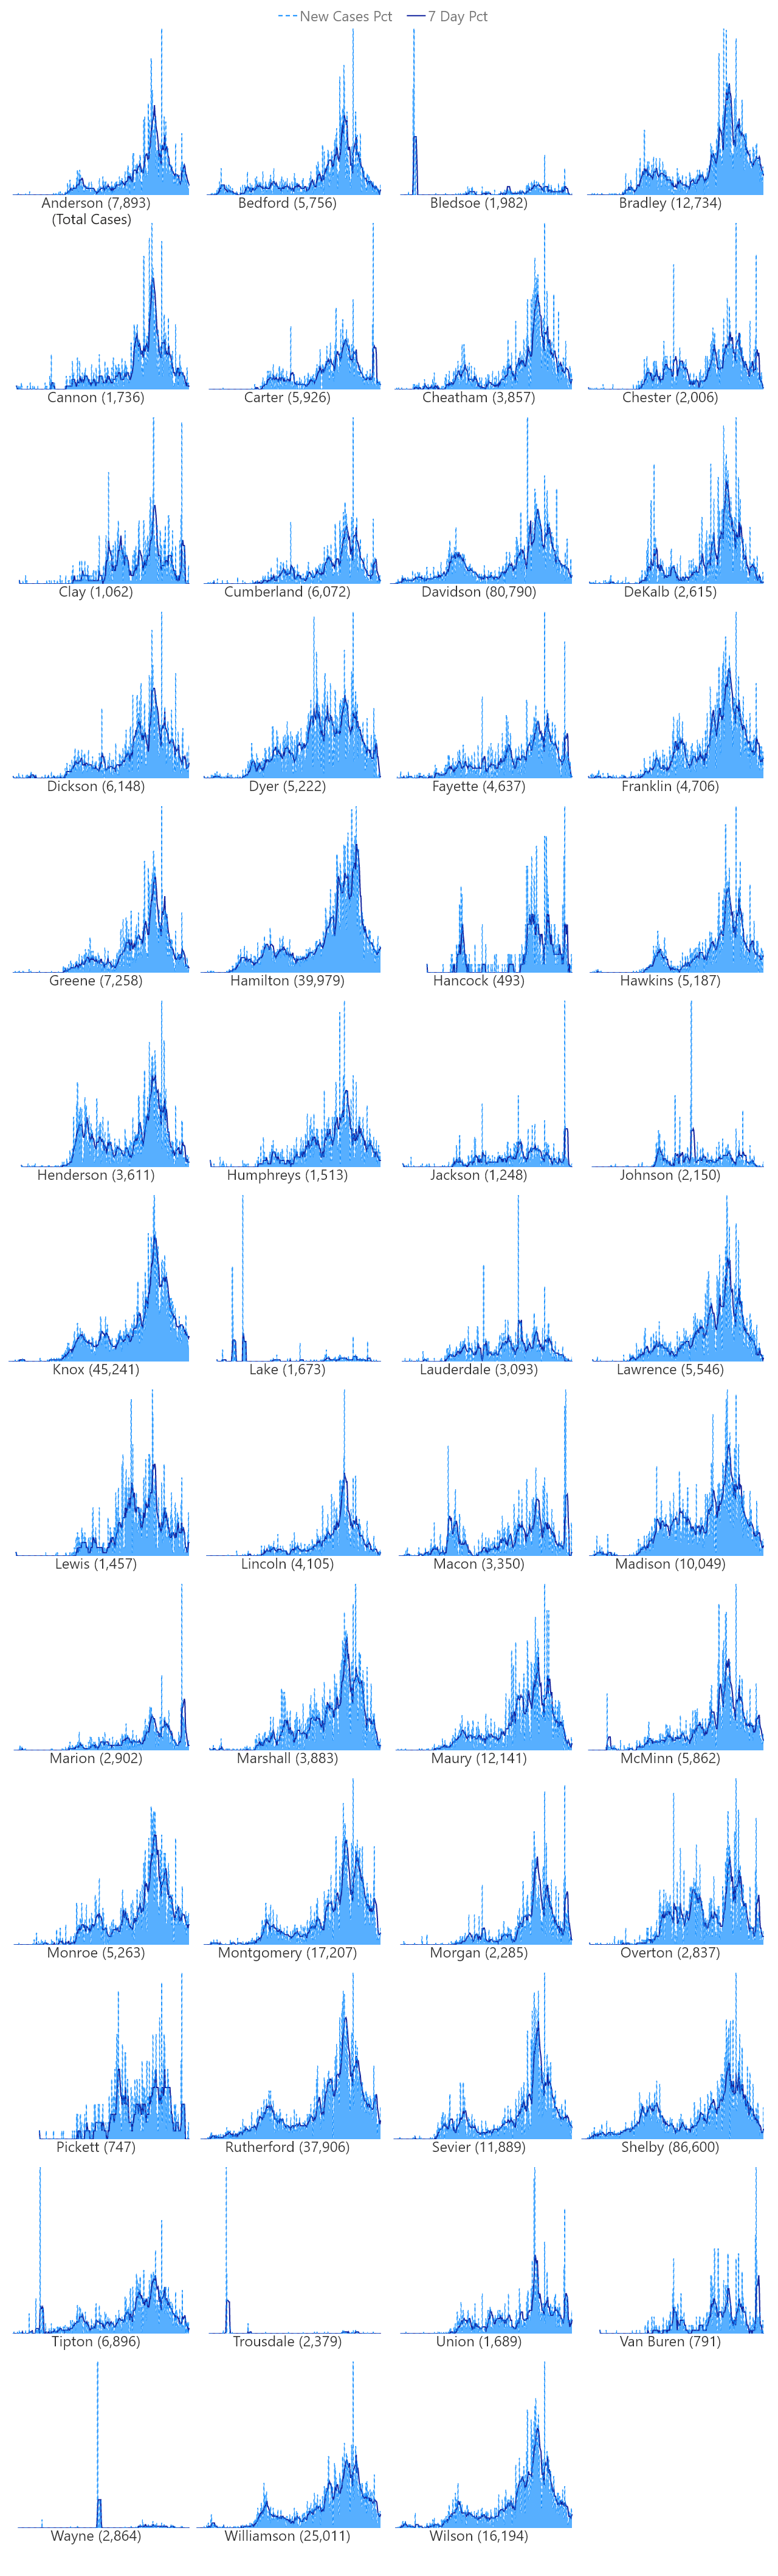 New Cases Pct 7 Day Pct
Anderson (7,893) Bedford (5,756) Bledsoe (1,982) Bradley (12,734)
(Total Cases)
Cannon (1,736) Carter (5,926) Cheatham (3,857) Chester (2,006)
Clay (1,062) Cumberland (6,072) Davidson (80,790) DeKalb (2,615)
Dickson (6,148) Dyer (5,222) Fayette (4,637) Franklin (4,706)
Greene (7,258) Hamilton (39,979) Hancock (493) Hawkins (5,187)
Henderson (3,611) Humphreys (1,513) Jackson (1,248) Johnson (2,150)
Knox (45,241) Lake (1,673) Lauderdale (3,093) Lawrence (5,546)
Lewis (1,457) Lincoln (4,105) Macon (3,350) Madison (10,049)
Marion (2,902) Marshall (3,883) Maury (12,141) McMinn (5,862)
Monroe (5,263) Montgomery (17,207) Morgan (2,285) Overton (2,837)
Pickett (747) Rutherford (37,906) Sevier (11,889) Shelby (86,600)
Tipton (6,896) Trousdale (2,379) Union (1,689) Van Buren (791)
Wayne (2,864) Williamson (25,011) Wilson (16,194)